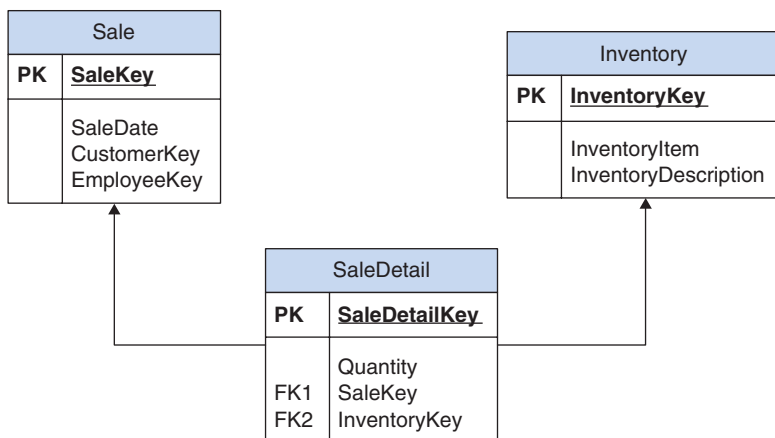 Sale
PK SaleKey
SaleDate
CustomerKey
EmployeeKey
Inventory
PK InventoryKey
InventoryItem
InventoryDescription
SaleDetail
PK SaleDetailKey
Quantity
FK1 SaleKey
FK2 InventoryKey